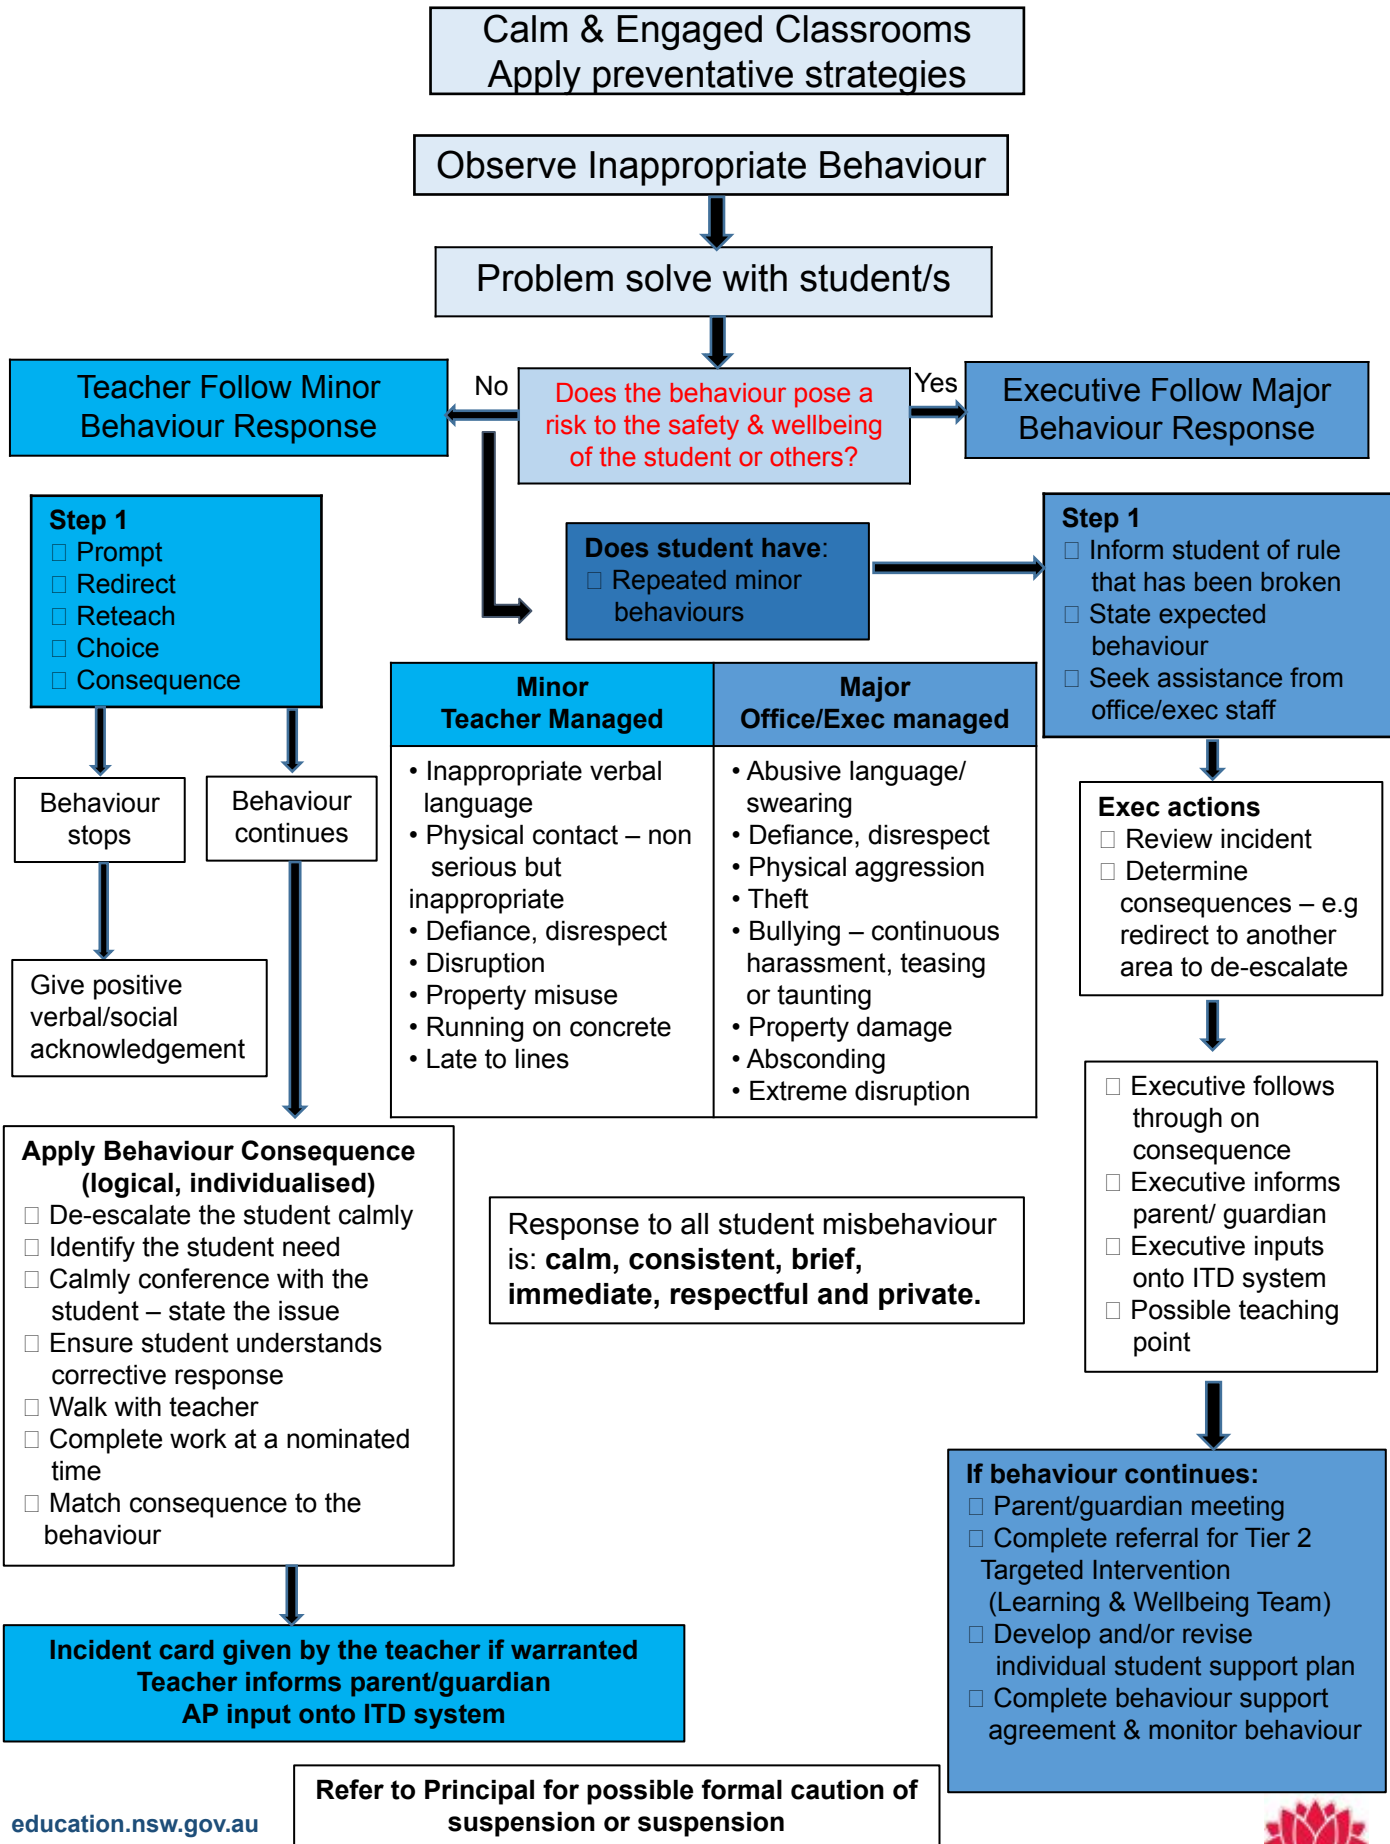 Calm & Engaged Classrooms
Apply preventative strategies
Observe Inappropriate Behaviour
Problem solve with student/s
Teacher Follow Minor
Behaviour Response
No
Does the behaviour pose a
risk to the safety & wellbeing
of the student or others?
Yes
Executive Follow Major
Behaviour Response
Step 1
☐ Prompt
☐ Redirect
☐ Reteach
☐ Choice
☐ Consequence
Does student have:
☐ Repeated minor
behaviours
Step 1
☐ Inform student of rule
that has been broken
☐ State expected
behaviour
☐ Seek assistance from
office/exec staff
Behaviour
stops
Behaviour
continues
Give positive
verbal/social
acknowledgement
Minor
Teacher Managed
• Inappropriate verbal
language
• Physical contact – non
serious but
inappropriate
• Defiance, disrespect
• Disruption
• Property misuse
• Running on concrete
• Late to lines
Major
Office/Exec managed
• Abusive language/
swearing
• Defiance, disrespect
• Physical aggression
• Theft
• Bullying – continuous
harassment, teasing
or taunting
• Property damage
• Absconding
• Extreme disruption
Exec actions
☐ Review incident
☐ Determine
consequences – e.g
redirect to another
area to de-escalate
☐ Executive follows
through on
consequence
☐ Executive informs
parent/ guardian
☐ Executive inputs
onto ITD system
☐ Possible teaching
point
Apply Behaviour Consequence
(logical, individualised)
☐ De-escalate the student calmly
☐ Identify the student need
☐ Calmly conference with the
student – state the issue
☐ Ensure student understands
corrective response
☐ Walk with teacher
☐ Complete work at a nominated
time
☐ Match consequence to the
behaviour
Response to all student misbehaviour
is: calm, consistent, brief,
immediate, respectful and private.
If behaviour continues:
☐ Parent/guardian meeting
☐ Complete referral for Tier 2
Targeted Intervention
(Learning & Wellbeing Team)
☐ Develop and/or revise
individual student support plan
☐ Complete behaviour support
agreement & monitor behaviour
Incident card given by the teacher if warranted
Teacher informs parent/guardian
AP input onto ITD system
Refer to Principal for possible formal caution of
suspension or suspension
education.nsw.gov.au